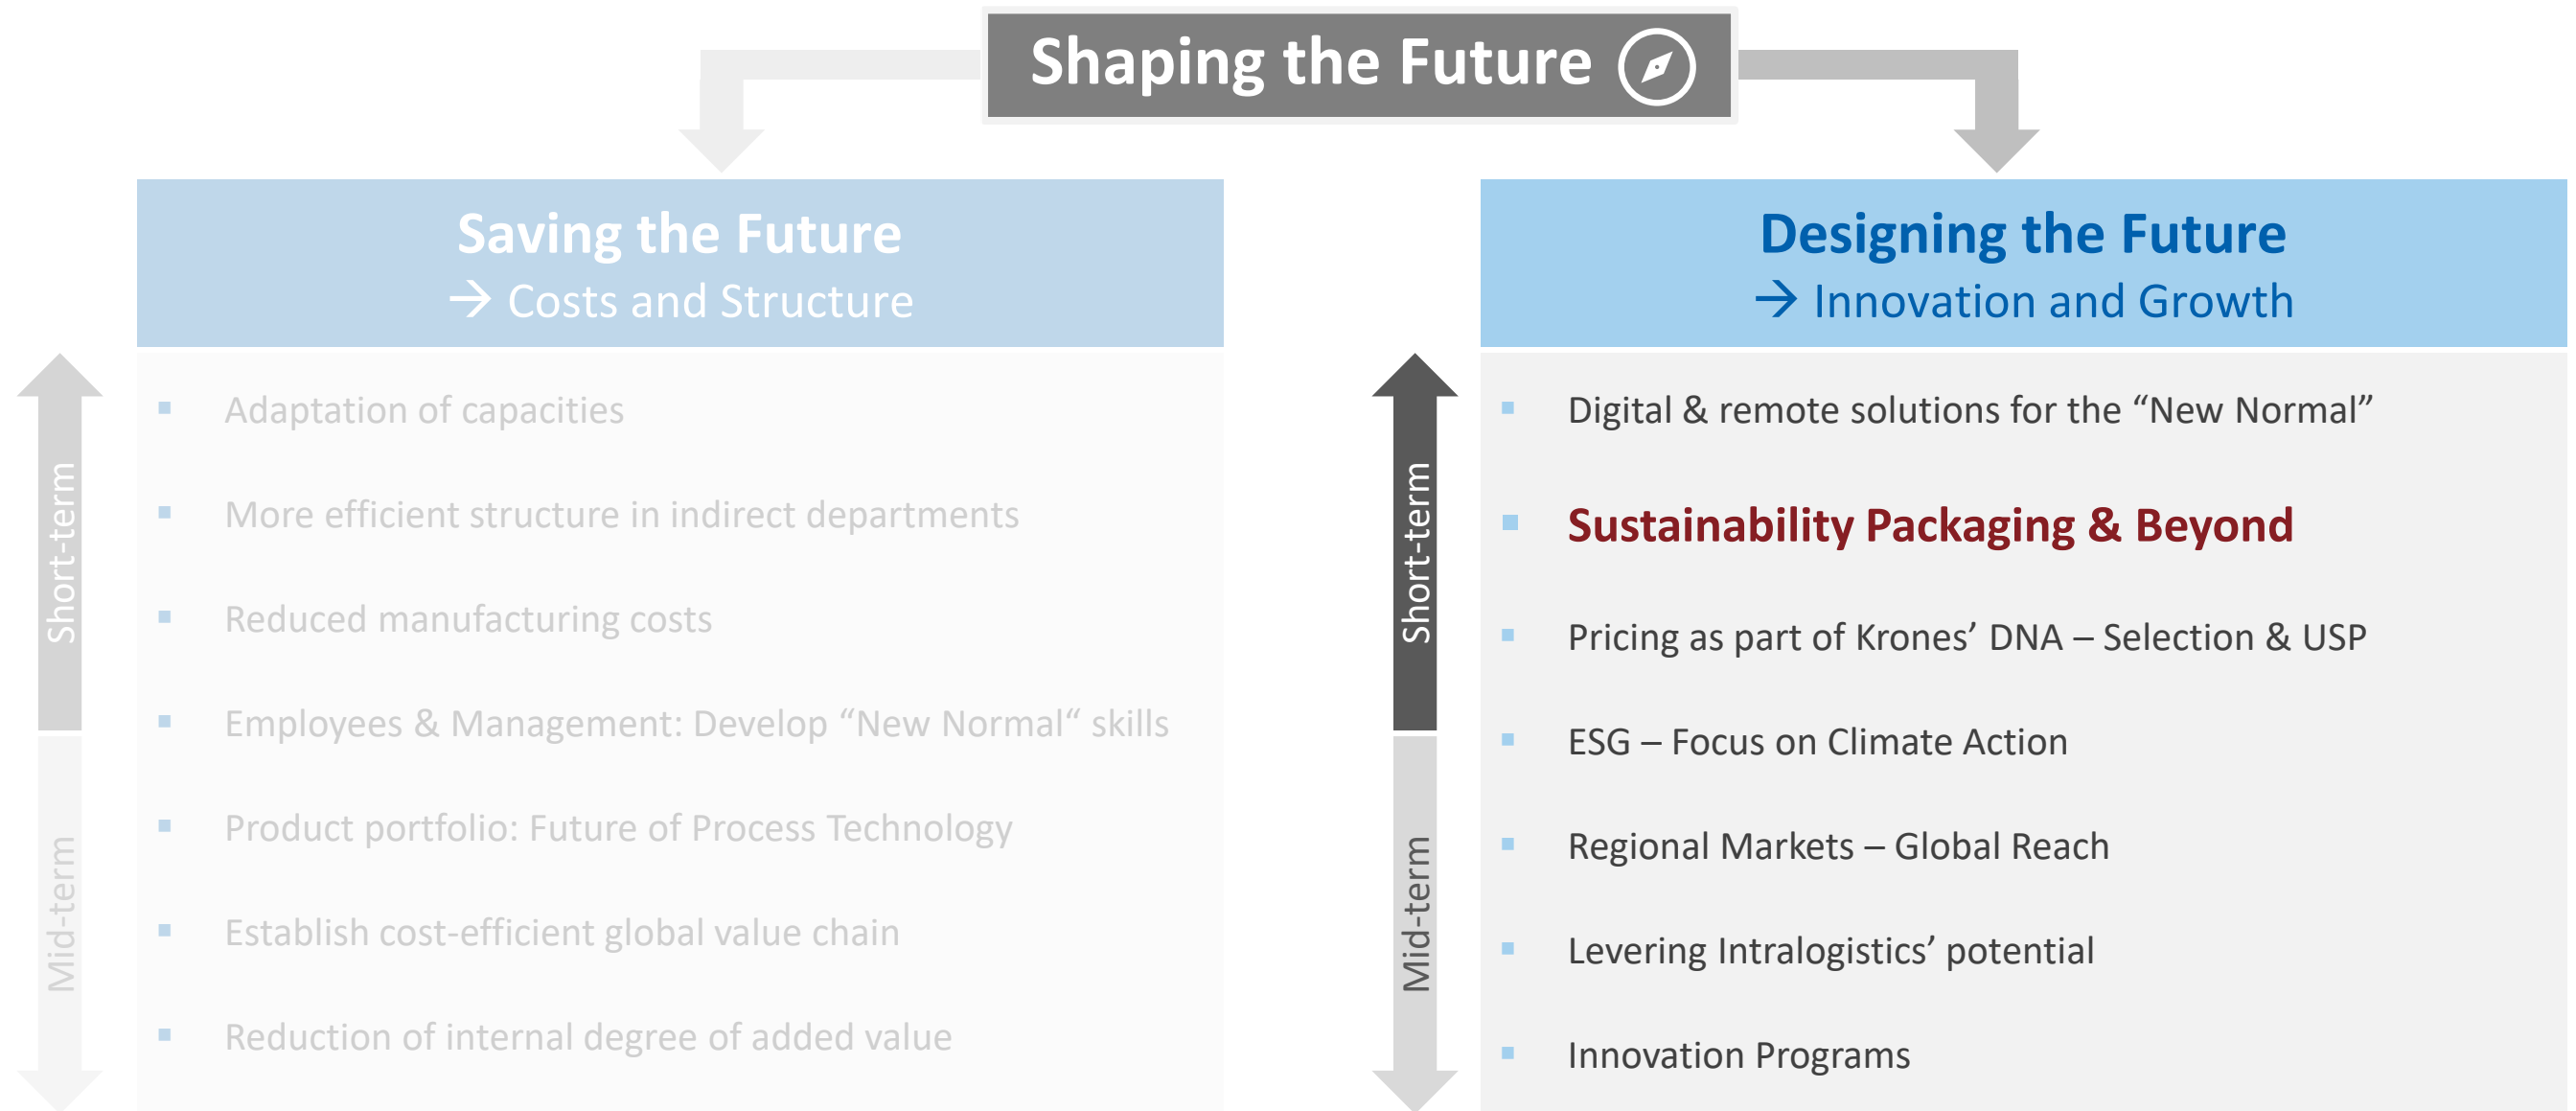 Shaping the Future
Saving the Future
→ Costs and Structure
Short-term
Mid-term
▪ Adaptation of capacities
▪ More efficient structure in indirect departments
▪ Reduced manufacturing costs
▪ Employees & Management: Develop “New Normal“ skills
▪ Product portfolio: Future of Process Technology
▪ Establish cost-efficient global value chain
▪ Reduction of internal degree of added value
Designing the Future
→ Innovation and Growth
Short-term
Mid-term
▪ Digital & remote solutions for the “New Normal”
▪ Sustainability Packaging & Beyond
▪ Pricing as part of Krones’ DNA – Selection & USP
▪ ESG – Focus on Climate Action
▪ Regional Markets – Global Reach
▪ Levering Intralogistics’ potential
▪ Innovation Programs